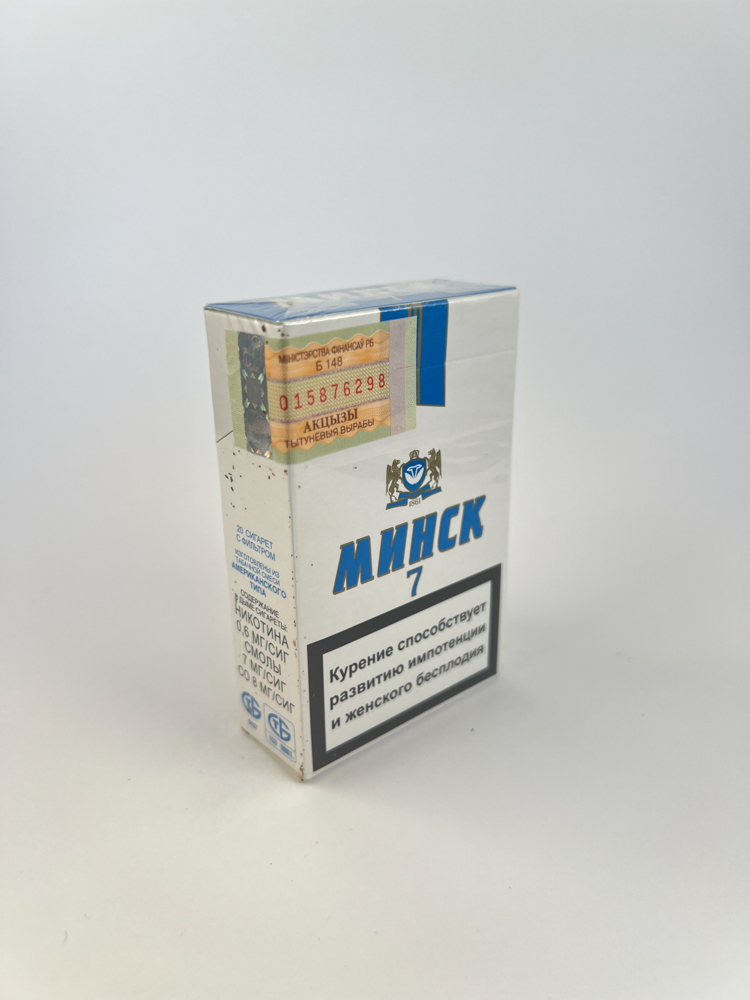 МІНІСТЭРСТВА ФІНАНСАЎ РБ
Б 148
015876298
АКЦЫЗЫ
ТЫТУНЁВЫЯ ВЫРАБЫ
1861
МИНСК
7
Курение способствует
развитию импотенции
и женского бесплодия
20 СИГАРЕТ
С ФИЛЬТРОМ
ИЗГОТОВЛЕНЫ ИЗ
ТАБАЧНОЙ СМЕСИ
АМЕРИКАНСКОГО
ТИПА
СОДЕРЖАНИЕ
В ДЫМЕ СИГАРЕТЫ:
НИКОТИНА
0,6 МГ/СИГ
СМОЛЫ
7 МГ/СИГ
СО 8 МГ/СИГ